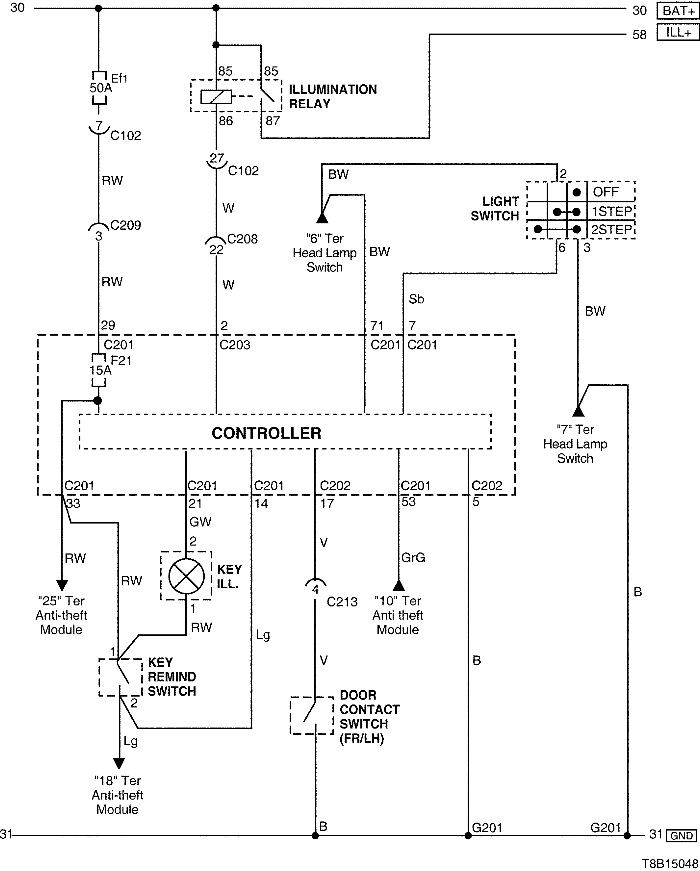 30
30 BAT+
58 ILL+
Ef1
50A
85 85
ILLUMINATION
RELAY
86 87
7
C102
27
C102
RW
W
BW
2
LIGHT
SWITCH
OFF
1STEP
2STEP
6 3
C209
3
C208
22
"6" Ter
Head Lamp
Switch
BW
RW
W
Sb
BW
29
C201
2
C203
71
C201
7
C201
F21
15A
CONTROLLER
"7" Ter
Head Lamp
Switch
C201
33
C201
21
C201
14
C202
17
C201
53
C202
5
GW
2
V
RW
RW
KEY
ILL.
GrG
4
C213
B
"25" Ter
Anti-theft
Module
1
RW
Lg
"10" Ter
Anti theft
Module
1
KEY
REMIND
SWITCH
2
V
B
DOOR
CONTACT
SWITCH
(FR/LH)
Lg
"18" Ter
Anti-theft
Module
31
B
G201
G201
31 GND
T8B15048